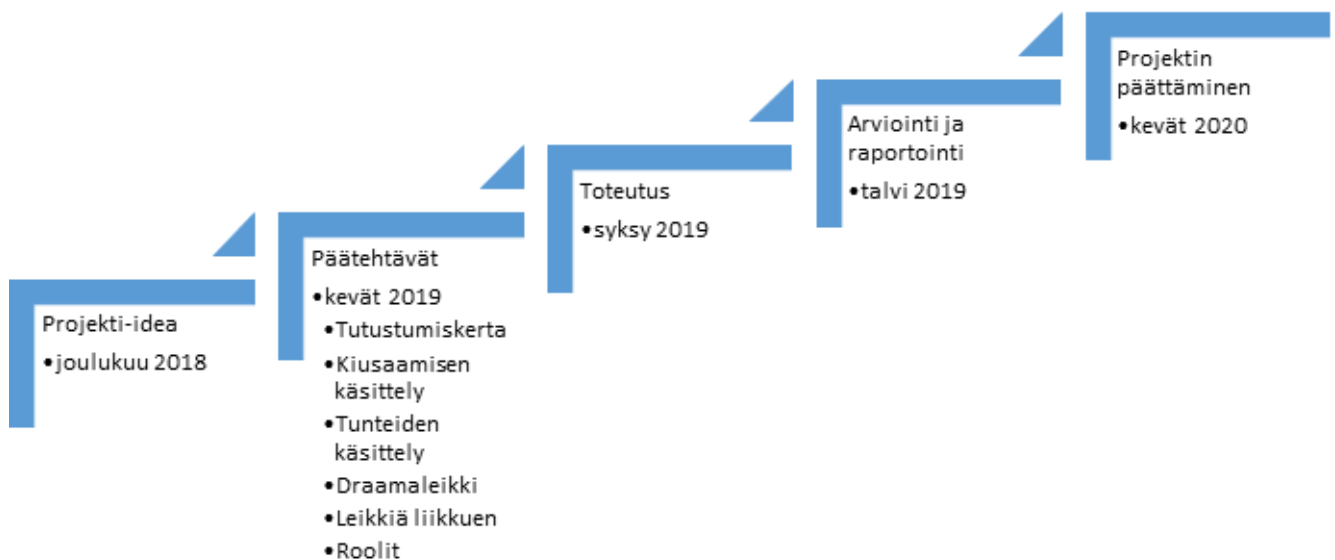 Projekti-idea
•joulukuu 2018
Päätehtävät
•kevät 2019
•Tutustumiskerta
•Kiusaamisen
käsittely
•Tunteiden
käsittely
•Draamaleikki
•Leikkiä liikkuen
•Roolit
Toteutus
•syksy 2019
Arviointi ja
raportointi
•talvi 2019
Projektin
päättäminen
•kevät 2020